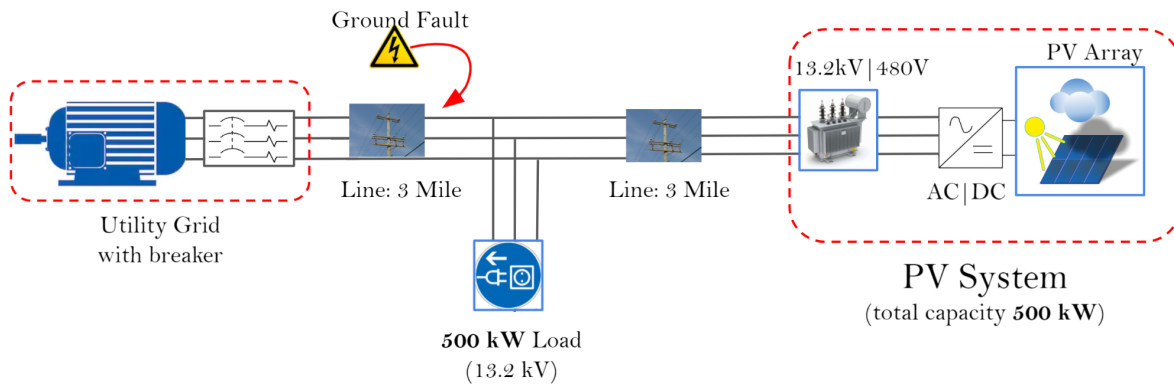 Ground Fault
13.2kV|480V
PV Array
Line: 3 Mile
Line: 3 Mile
AC|DC
Utility Grid
with breaker
PV System
(total capacity 500 kW)
500 kW Load
(13.2 kV)